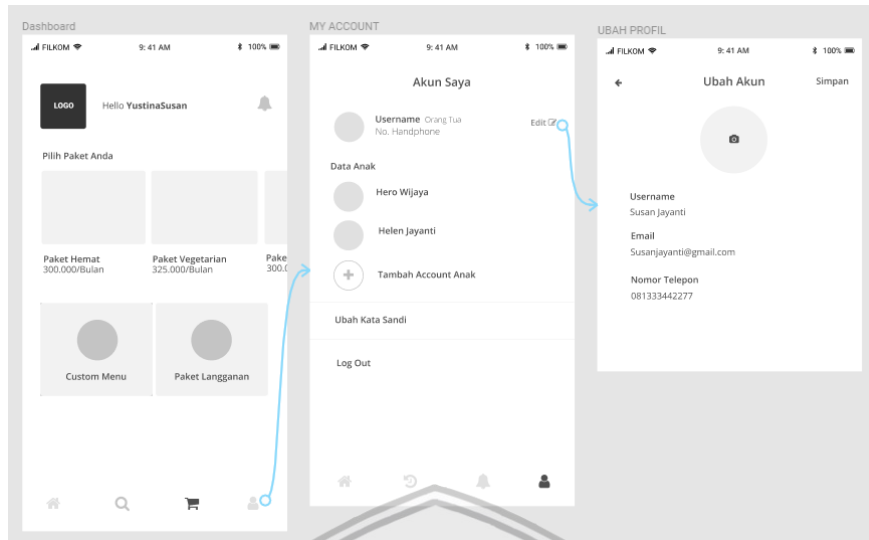 Dashboard
FILKOM 9:41 AM 100%
LOGO
Hello YustinaSusan
Pilih Paket Anda
Paket Hemat
300.000/Bulan
Paket Vegetarian
325.000/Bulan
Pake
300.0
Custom Menu
Paket Langganan
MY ACCOUNT
FILKOM 9:41 AM 100%
Akun Saya
Username Orang Tua
No. Handphone
Edit
Data Anak
Hero Wijaya
Helen Jayanti
Tambah Account Anak
Ubah Kata Sandi
Log Out
UBAH PROFIL
FILKOM 9:41 AM 100%
Ubah Akun
Simpan
Username
Susan Jayanti
Email
Susanjayanti@gmail.com
Nomor Telepon
081333442277